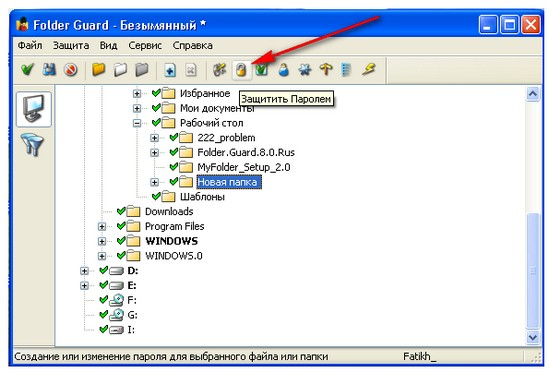 Folder Guard - Безымянный *
Файл Защита Вид Сервис Справка
Защитить Паролем
Избранное
Мои документы
Рабочий стол
222_problem
Folder.Guard.8.0.Rus
MyFolder_Setup_2.0
Новая папка
Шаблоны
Downloads
Program Files
WINDOWS
WINDOWS.0
D:
E:
F:
G:
I:
Создание или изменение пароля для выбранного файла или папки Fatikh_